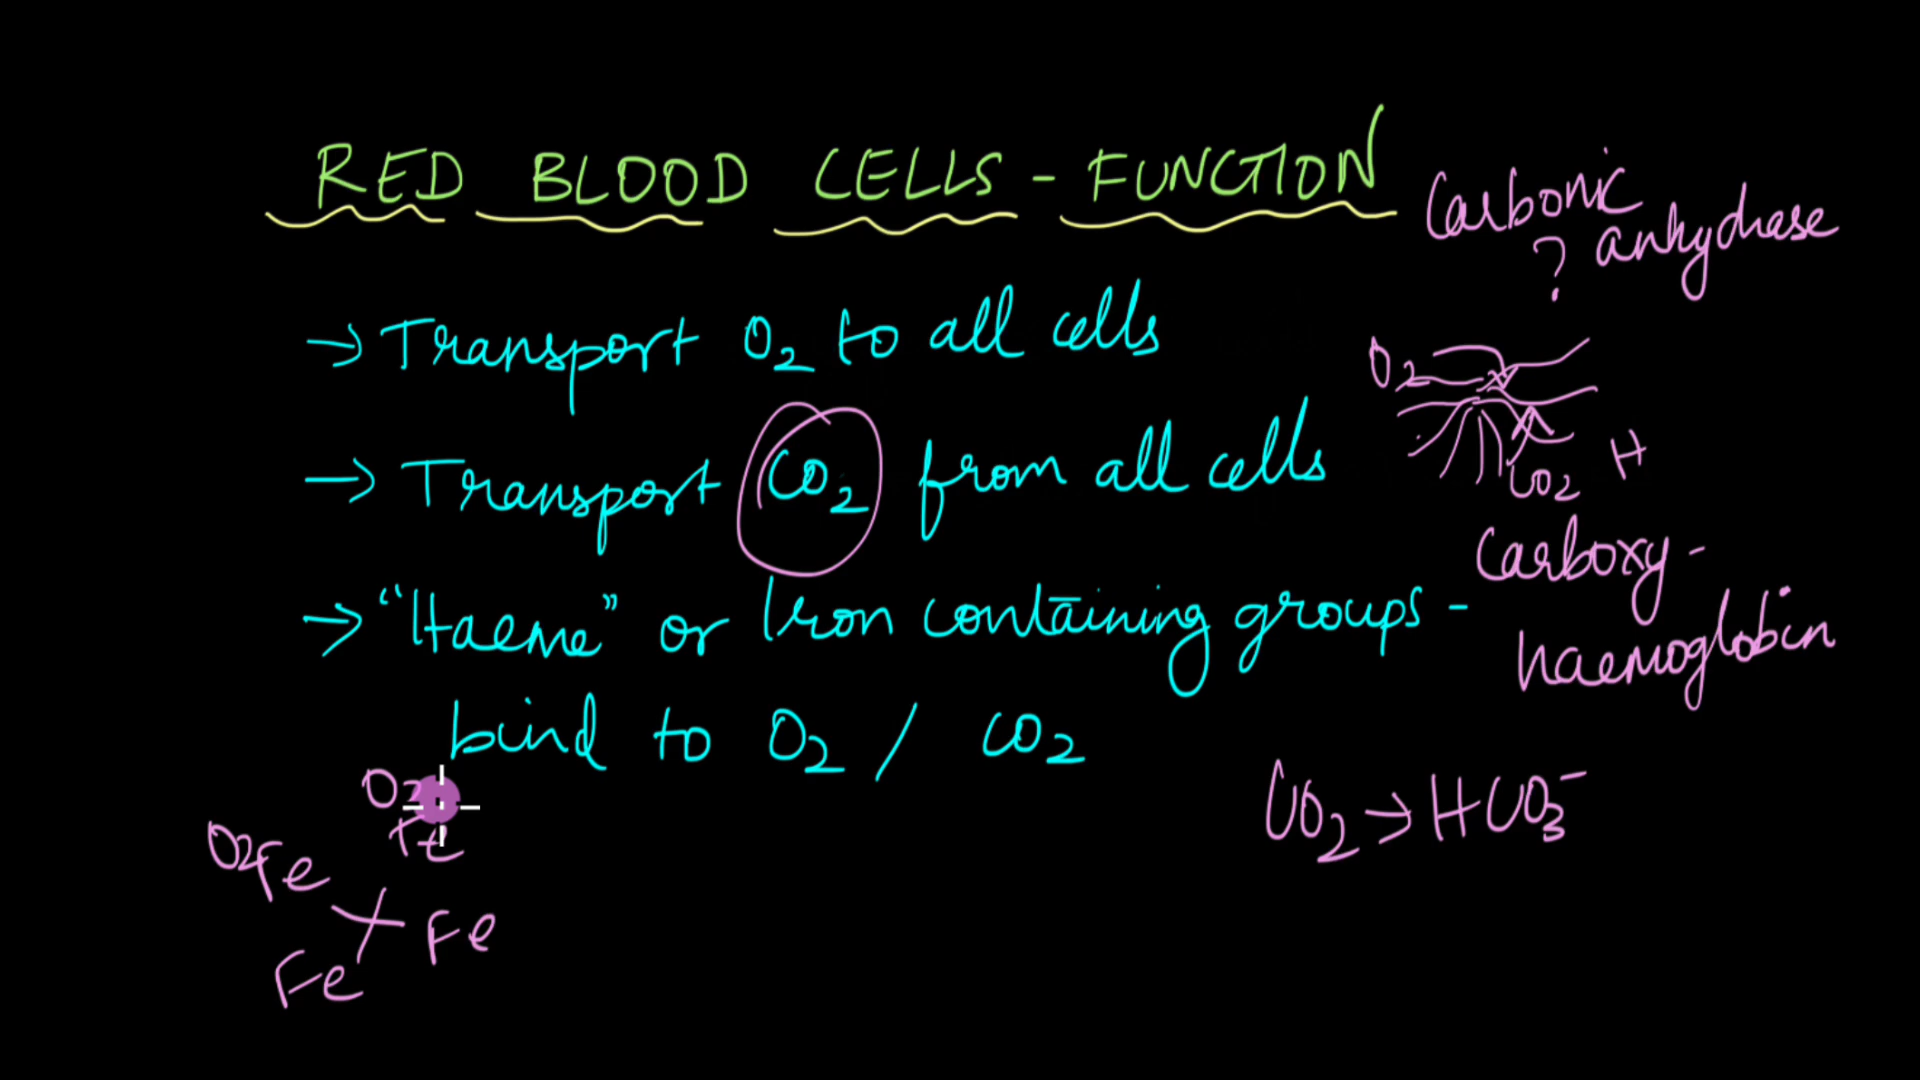 RED BLOOD CELLS - FUNCTION
Carbonic
? anhydrase
→ Transport O2 to all cells
O2
→ Transport CO2 from all cells
CO2 H
Carboxy-
haemoglobin
→ "Haeme" or Iron containing groups -
bind to O2 / CO2
CO2 → HCO3⁻
O2
Fe
O2Fe
Fe
Fe